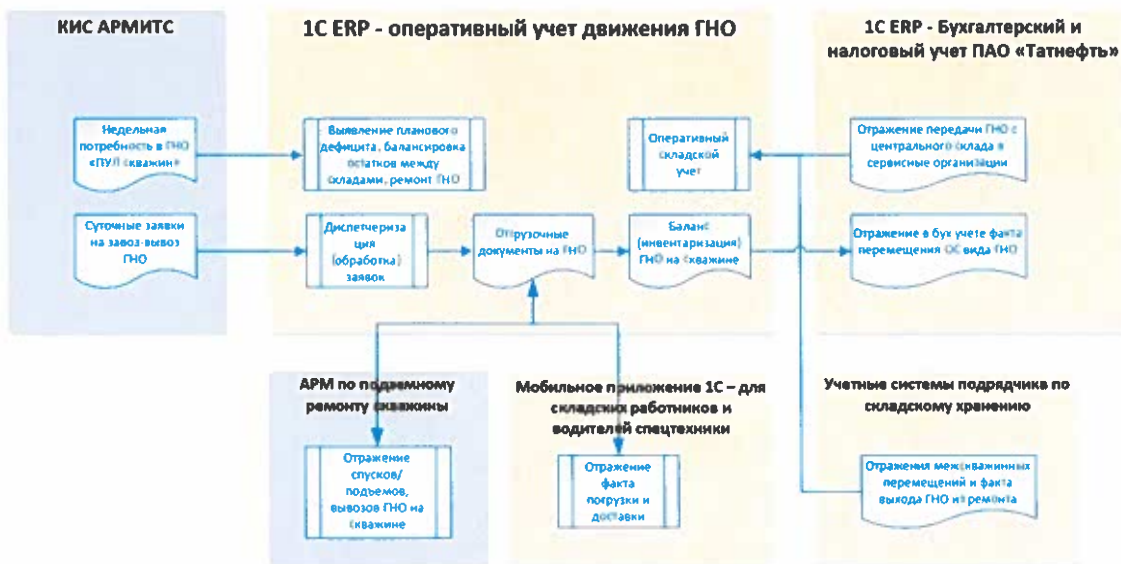 КИС АРМИТС
1С ERP - оперативный учет движения ГНО
1С ERP - Бухгалтерский и
налоговый учет ПАО «Татнефть»
Недельная
потребность в ГНО
«ПУЛ скважин»
Выявление планового
дефицита, балансировка
остатков между
складами, ремонт ГНО
Оперативный
складской
учет
Отражение передачи ГНО с
центрального склада в
сервисные организации
Суточные заявки
на завоз-вывоз
ГНО
Диспетчериза
ция
(обработка)
заявок
Отгрузочные
документы на ГНО
Баланс
(инвентаризация)
ГНО на скважине
Отражение в бух учете факта
перемещения ОС вида ГНО
АРМ по подземному
ремонту скважины
Мобильное приложение 1С – для
складских работников и
водителей спецтехники
Учетные системы подрядчика по
складскому хранению
Отражение
спусков/
подъемов,
вывозов ГНО на
скважине
Отражение
факта
погрузки и
доставки
Отражения межскважинных
перемещений и факта
выхода ГНО из ремонта